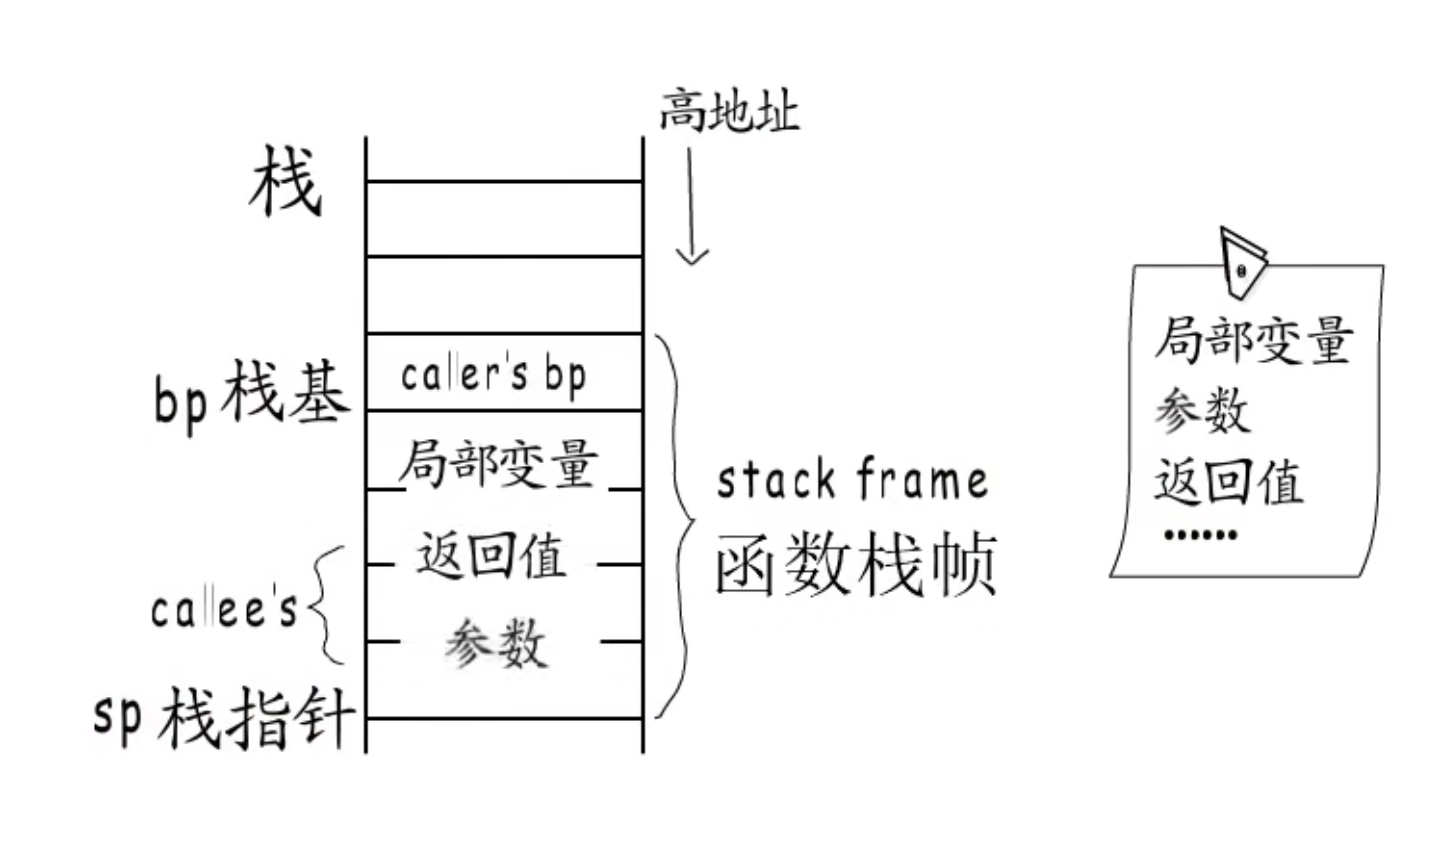 高地址
栈
caller's bp
bp 栈基
局部变量
返回值
callee's
参数
sp 栈指针
stack frame
函数栈帧
局部变量
参数
返回值
......